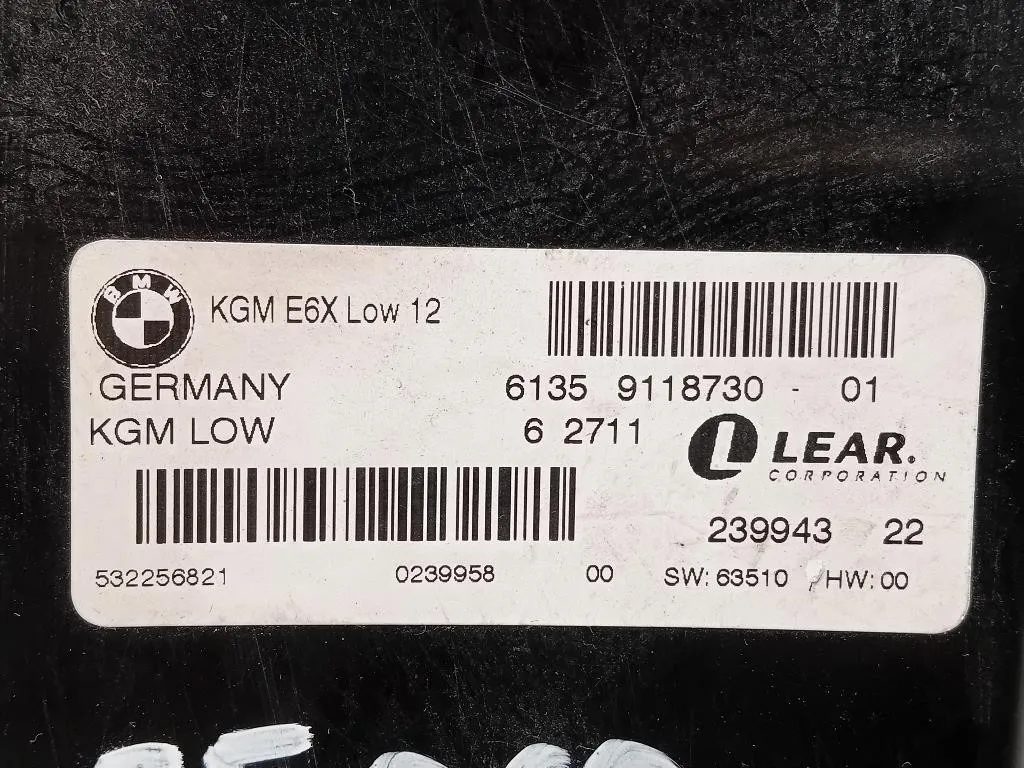 BMW
KGM E6X Low 12
GERMANY
6135 9118730 - 01
KGM LOW
6 2711
LEAR.
CORPORATION
239943 22
532256821 0239958 00 SW: 63510 HW: 00